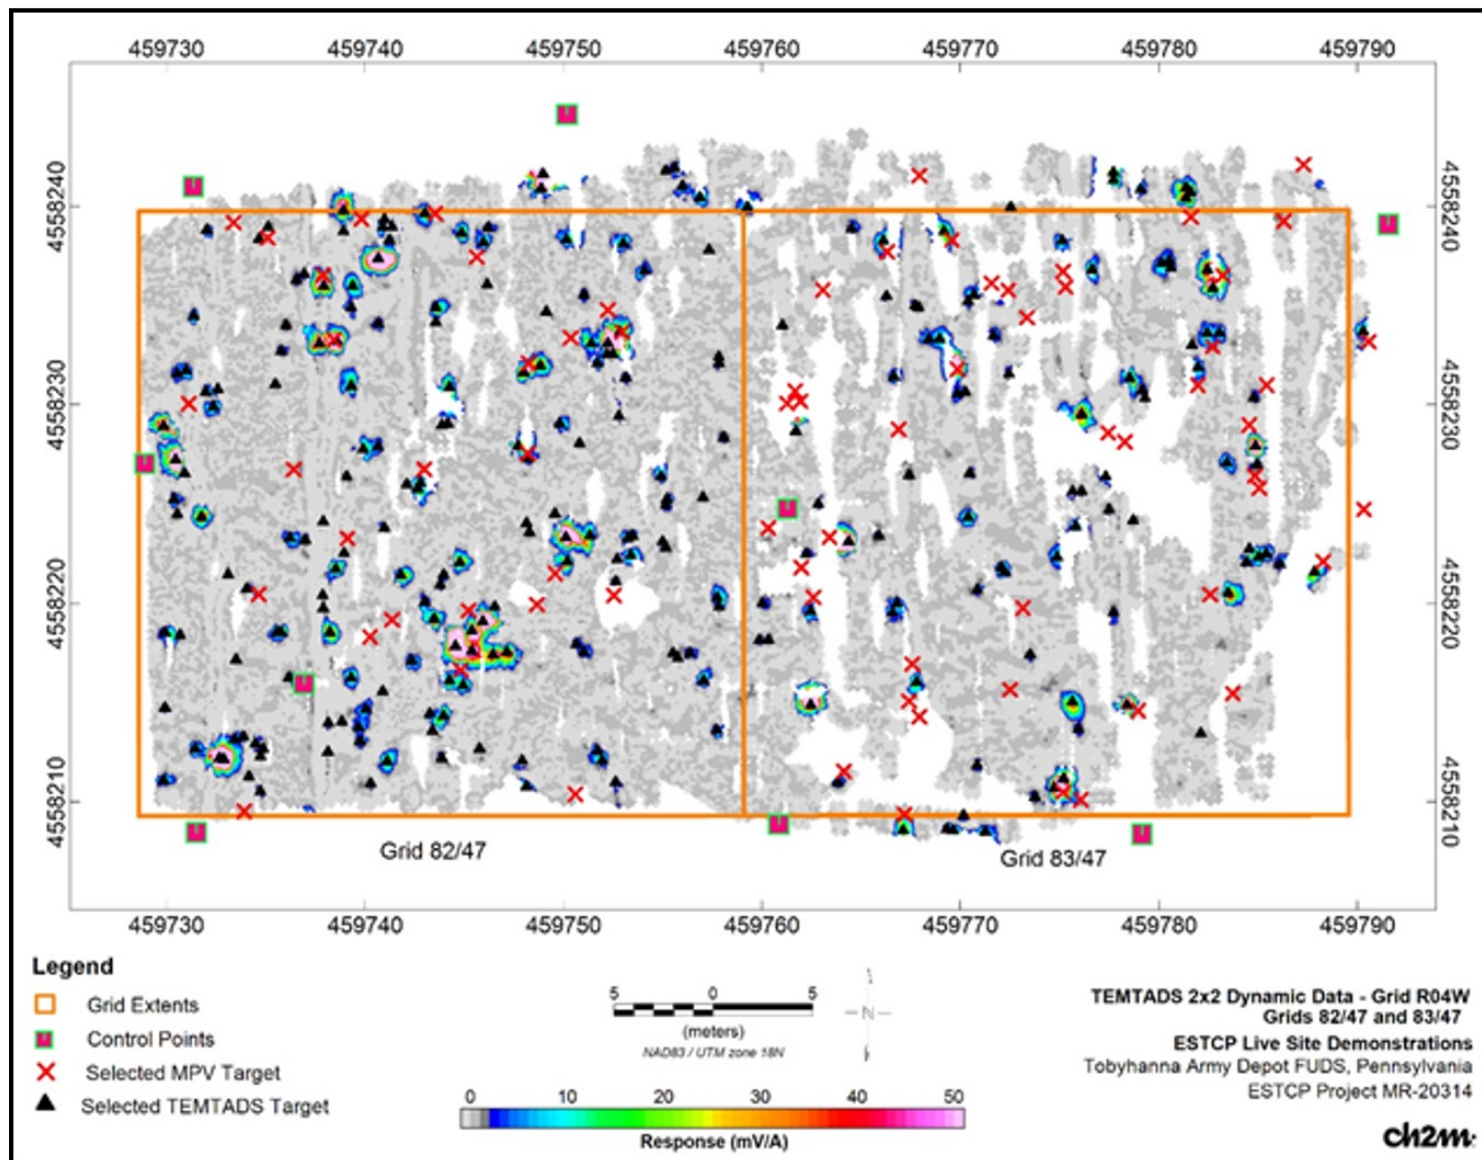 459730 459740 459750 459760 459770 459780 459790
4558240 4558240
4558230 4558230
4558220 4558220
4558210 4558210
Grid 82/47 Grid 83/47
459730 459740 459750 459760 459770 459780 459790
Legend
Grid Extents
Control Points
Selected MPV Target
Selected TEMTADS Target
5 0 5
(meters)
NAD83 / UTM zone 18N
N
0 10 20 30 40 50
Response (mV/A)
TEMTADS 2x2 Dynamic Data - Grid R04W
Grids 82/47 and 83/47
ESTCP Live Site Demonstrations
Tobyhanna Army Depot FUDS, Pennsylvania
ESTCP Project MR-20314
ch2m: